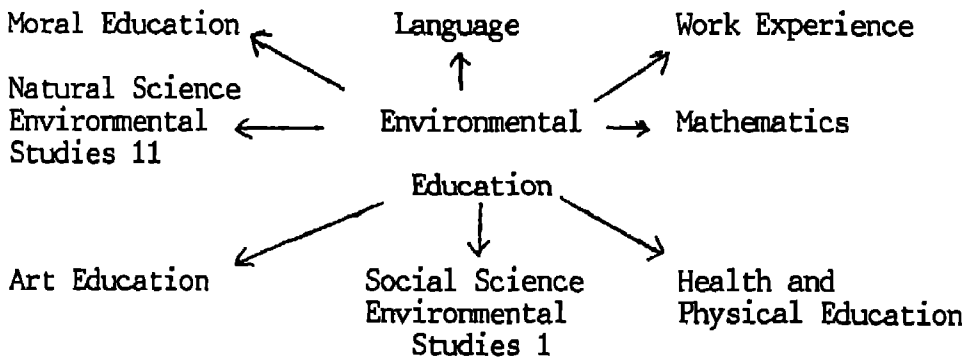 Moral Education Language Work Experience
Natural Science
Environmental
Studies 11
Environmental
Education
Mathematics
Art Education
Social Science
Environmental
Studies 1
Health and
Physical Education